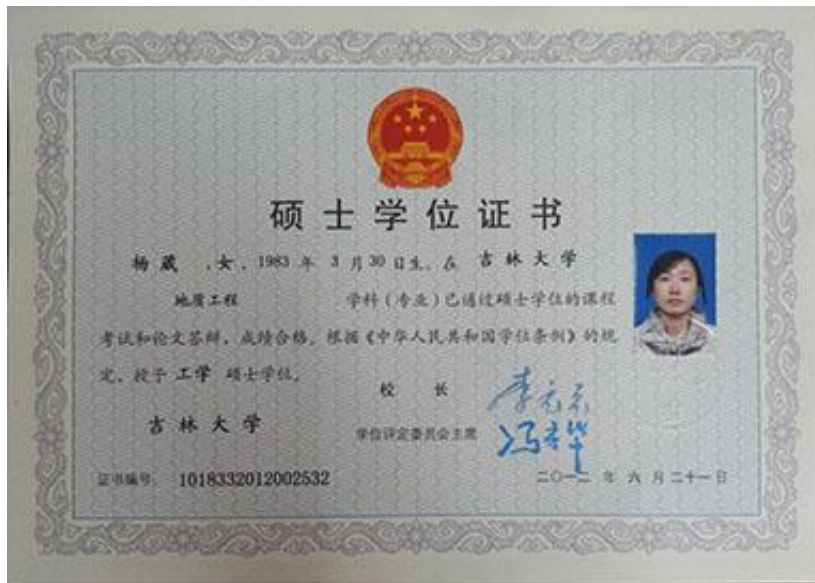 硕士学位证书
杨葳 ,女, 1983 年 3 月 30 日生。在 吉林大学
地质工程 学科(专业)已通过硕士学位的课程
考试和论文答辩,成绩合格。根据《中华人民共和国学位条例》的规
定,授予 工学 硕士学位。
校 长
吉林大学
学位评定委员会主席
证书编号 1018332012002532
二〇一二 年 六 月 二十一 日